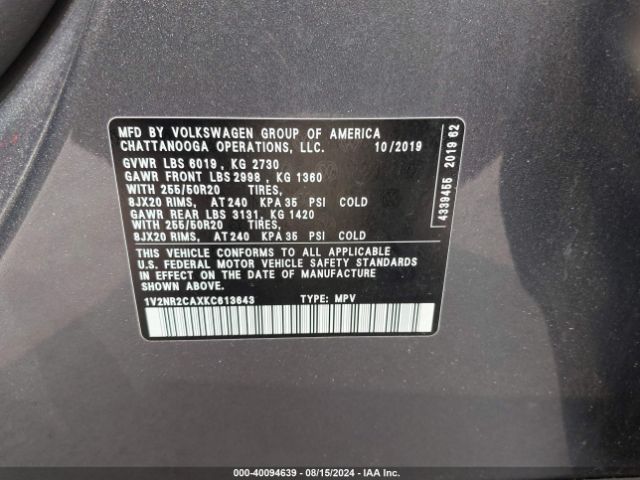 MFD BY VOLKSWAGEN GROUP OF AMERICA
CHATTANOOGA OPERATIONS, LLC. 10/2019
GVWR LBS 6019 , KG 2730
GAWR FRONT LBS 2998 , KG 1360
WITH 255/50R20 TIRES,
8JX20 RIMS, AT 240 KPA 35 PSI COLD
GAWR REAR LBS 3131, KG 1420
WITH 255/50R20 TIRES,
8JX20 RIMS, AT 240 KPA 35 PSI COLD
THIS VEHICLE CONFORMS TO ALL APPLICABLE
U.S. FEDERAL MOTOR VEHICLE SAFETY STANDARDS
IN EFFECT ON THE DATE OF MANUFACTURE
SHOWN ABOVE.
1V2NR2CAXKC613643 TYPE: MPV
4339455 2019 62
000-40094639 - 08/15/2024 - IAA Inc.